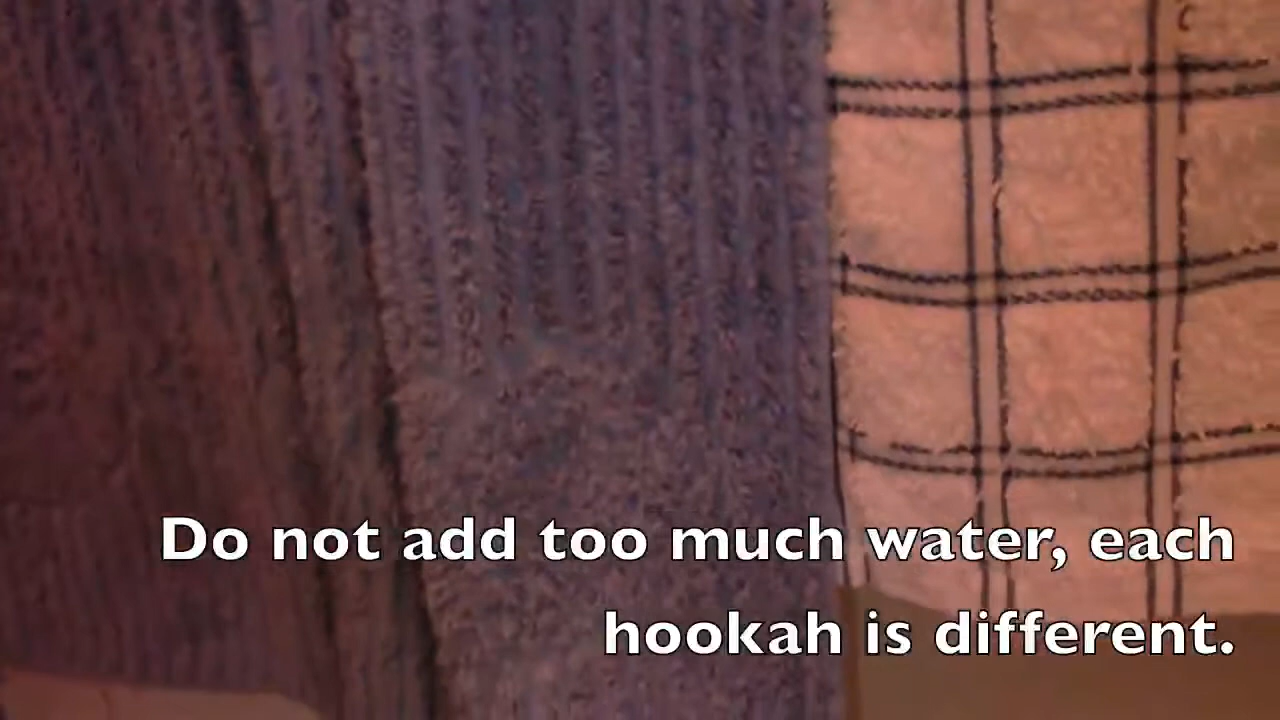 Do not add too much water, each
hookah is different.